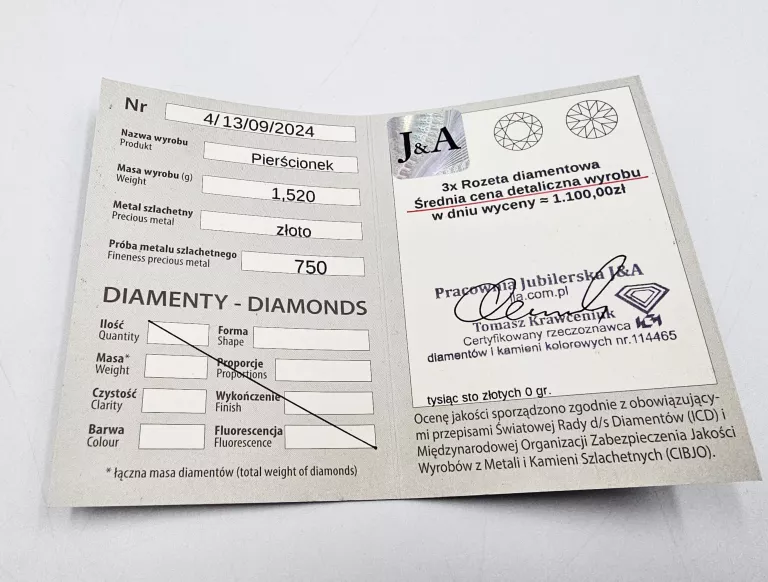 Nr 4/13/09/2024
Nazwa wyrobu
Produkt
Pierścionek
Masa wyrobu (g)
Weight
1,520
Metal szlachetny
Precious metal
złoto
Próba metalu szlachetnego
Fineness precious metal
750
DIAMENTY - DIAMONDS
Ilość
Quantity
Forma
Shape
Masa*
Weight
Proporcje
Proportions
Czystość
Clarity
Wykończenie
Finish
Barwa
Colour
Fluorescencja
Fluorescence
* łączna masa diamentów (total weight of diamonds)
J&A
3x Rozeta diamentowa
Średnia cena detaliczna wyrobu
w dniu wyceny ≈ 1.100,00zł
Pracownia Jubilerska J&A
Tomasz Krawceniuk
Certyfikowany rzeczoznawca
diamentów i kamieni kolorowych nr.114465
tysiąc sto złotych 0 gr.
Ocenę jakości sporządzono zgodnie z obowiązujący-
mi przepisami Światowej Rady d/s Diamentów (ICD) i
Międzynarodowej Organizacji Zabezpieczenia Jakości
Wyrobów z Metali i Kamieni Szlachetnych (CIBJO).